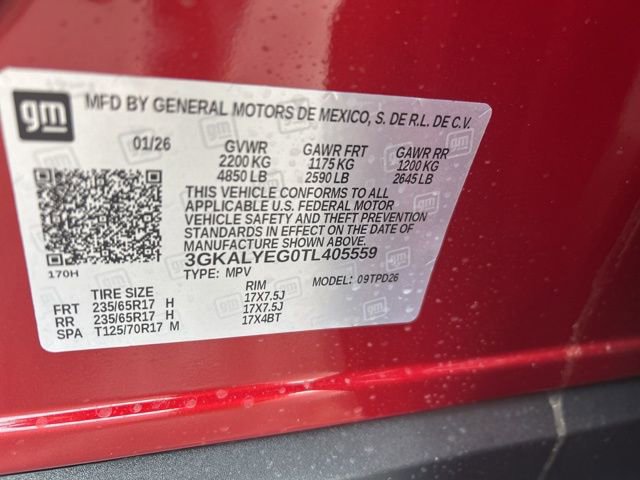 gm
MFD BY GENERAL MOTORS DE MEXICO, S. DE R.L. DE C.V.
01/26 GVWR GAWR FRT GAWR RR
2200 KG 1175 KG 1200 KG
4850 LB 2590 LB 2645 LB
THIS VEHICLE CONFORMS TO ALL
APPLICABLE U.S. FEDERAL MOTOR
VEHICLE SAFETY AND THEFT PREVENTION
STANDARDS IN EFFECT ON THE DATE OF
MANUFACTURE SHOWN ABOVE.
3GKALYEG0TL405559
170H
TYPE: MPV MODEL: 09TPD26
TIRE SIZE RIM
FRT 235/65R17 H 17X7.5J
RR 235/65R17 H 17X7.5J
SPA T125/70R17 M 17X4BT